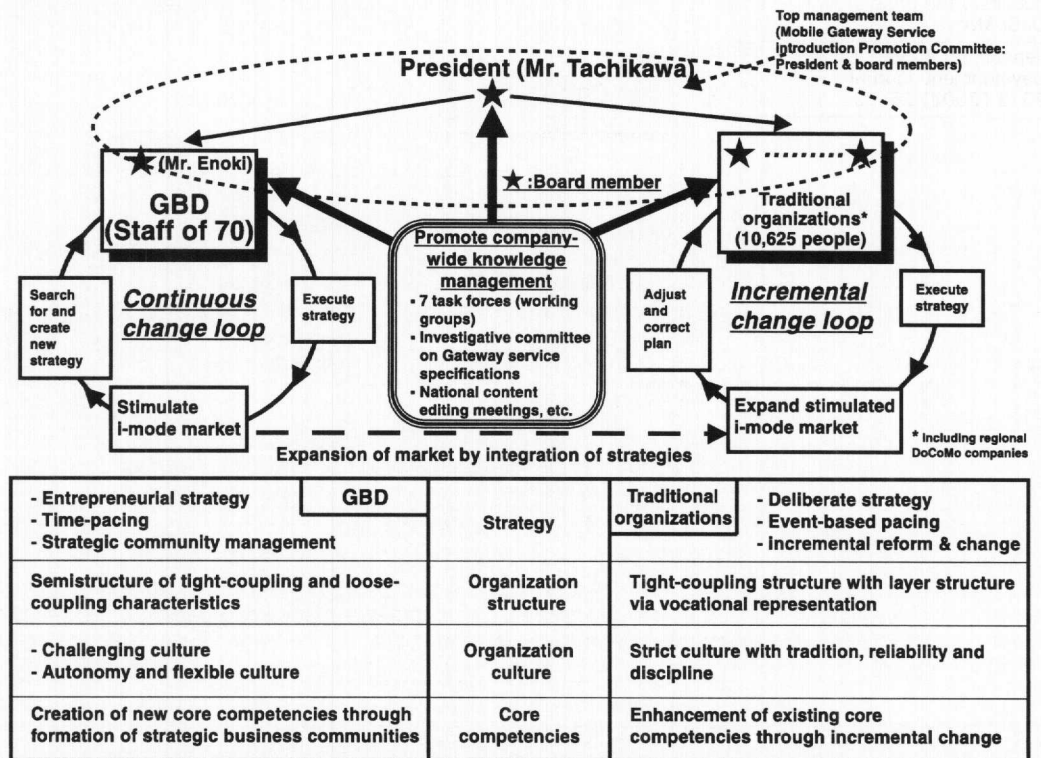 Top management team
(Mobile Gateway Service
Introduction Promotion Committee:
President & board members)
President (Mr. Tachikawa)
★(Mr. Enoki)
GBD
(Staff of 70)
★ :Board member
Traditional
organizations*
(10,625 people)
Promote company-
wide knowledge
management
▪ 7 task forces (working
groups)
▪ Investigative committee
on Gateway service
specifications
▪ National content
editing meetings, etc.
Search
for and
create
new
strategy
Continuous
change loop
Execute
strategy
Stimulate
i-mode market
Adjust
and
correct
plan
Incremental
change loop
Execute
strategy
Expand stimulated
i-mode market
* Including regional
DoCoMo companies
Expansion of market by integration of strategies
GBD
- Entrepreneurial strategy
- Time-pacing
- Strategic community management
Strategy
Traditional
organizations
- Deliberate strategy
- Event-based pacing
- Incremental reform & change
Semistructure of tight-coupling and loose-
coupling characteristics
Organization
structure
Tight-coupling structure with layer structure
via vocational representation
- Challenging culture
- Autonomy and flexible culture
Organization
culture
Strict culture with tradition, reliability and
discipline
Creation of new core competencies through
formation of strategic business communities
Core
competencies
Enhancement of existing core
competencies through incremental change